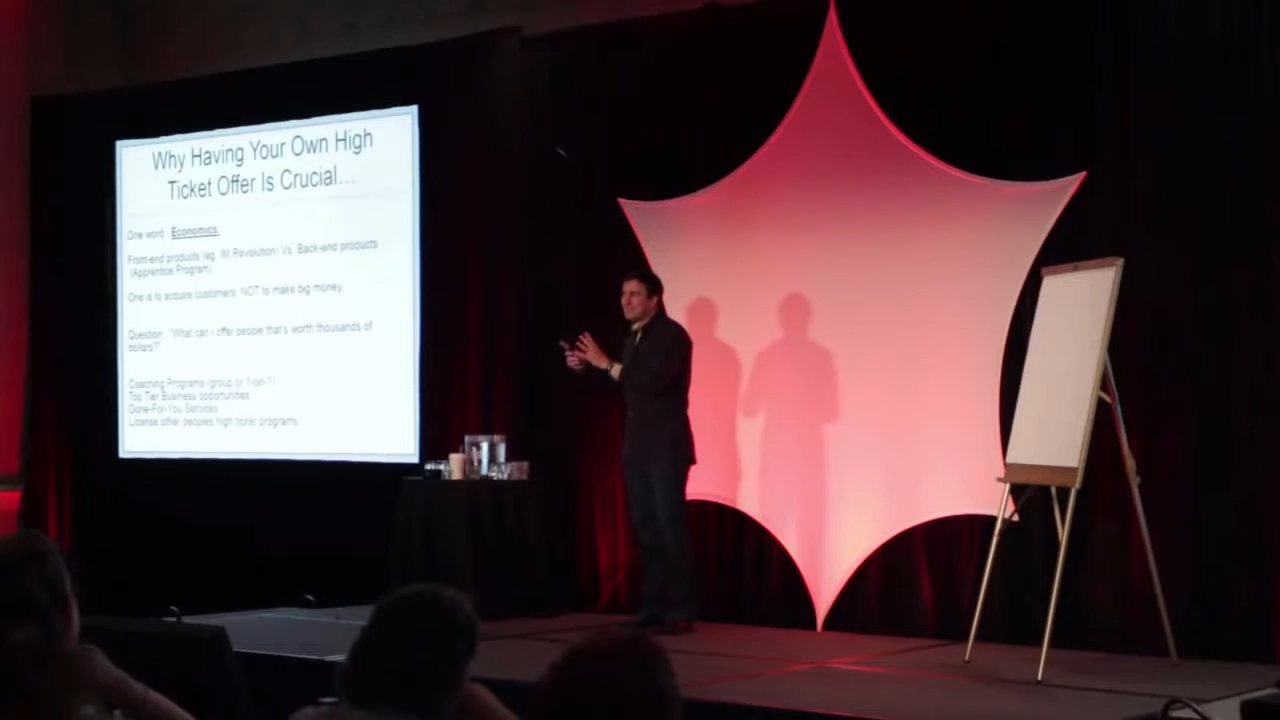 Why Having Your Own High
Ticket Offer Is Crucial...
One word: Economics.
Front-end products (eg. IM Revolution) Vs. Back-end products
(Apprentice Program)
One is to acquire customers NOT to make big money.
Question: "What can I offer people that's worth thousands of
dollars?"
Coaching Programs (group or 1-on-1)
Top Tier Business opportunities
Done-For-You Services
License other peoples high ticket programs